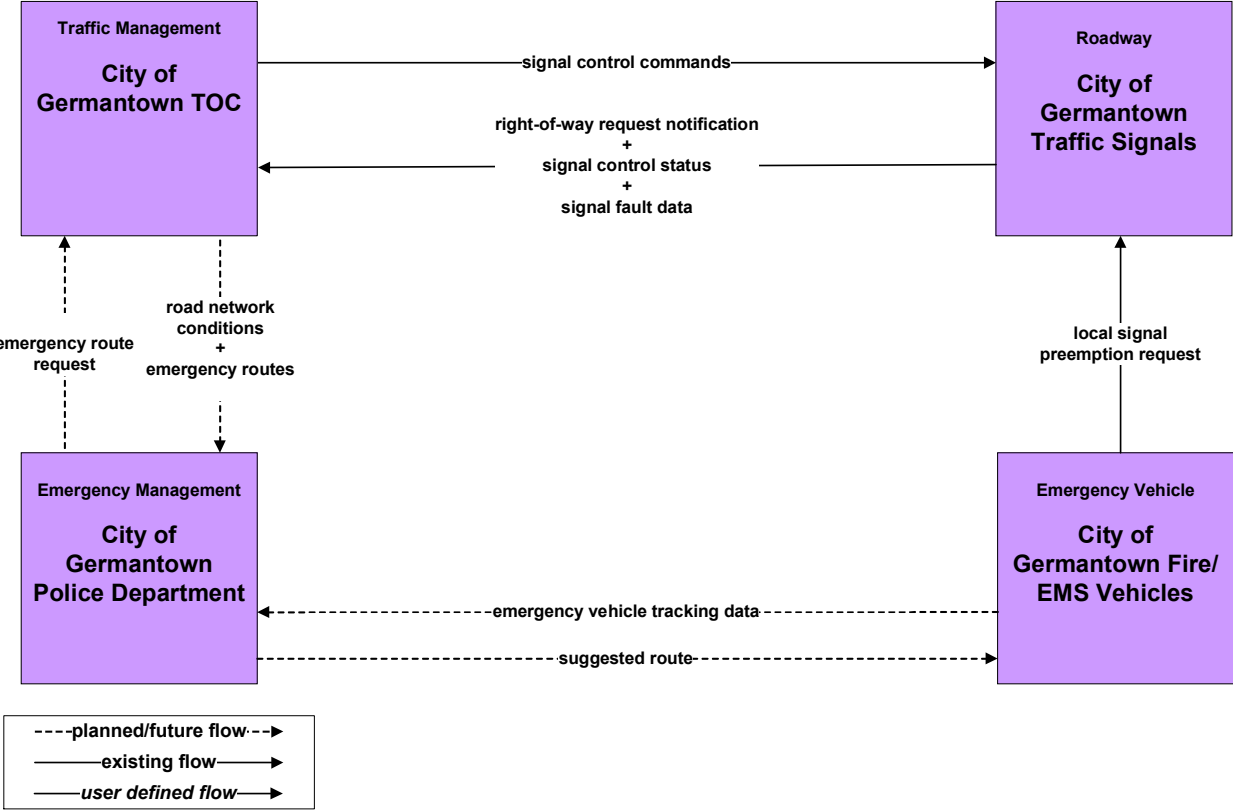 Traffic Management
City of
Germantown TOC
signal control commands
Roadway
City of
Germantown
Traffic Signals
right-of-way request notification
+
signal control status
+
signal fault data
emergency route
request
road network
conditions
+
emergency routes
local signal
preemption request
Emergency Management
City of
Germantown
Police Department
Emergency Vehicle
City of
Germantown Fire/
EMS Vehicles
emergency vehicle tracking data
suggested route
planned/future flow
existing flow
user defined flow